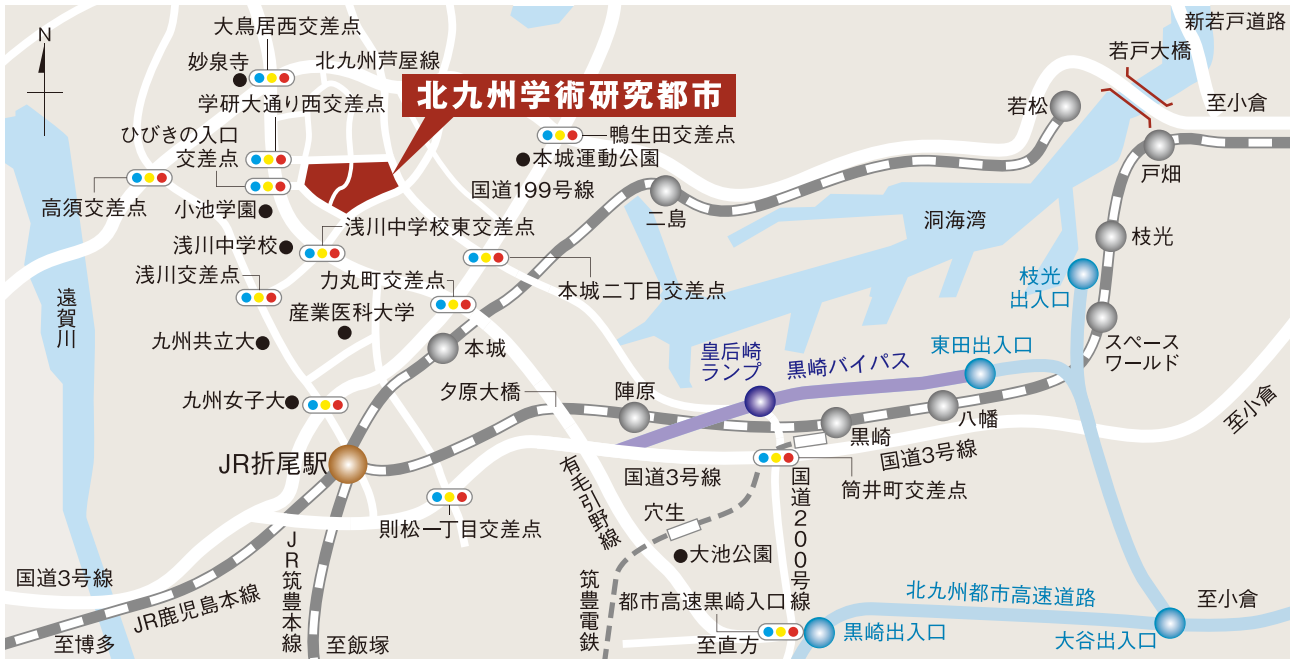 大鳥居西交差点
新若戸道路
N
妙泉寺
北九州芦屋線
若戸大橋
北九州学術研究都市
学研大通り西交差点
若松
至小倉
ひびきの入口
交差点
鴨生田交差点
本城運動公園
戸畑
高須交差点
小池学園
国道199号線
二島
洞海湾
枝光
浅川中学校東交差点
浅川中学校
浅川交差点
力丸町交差点
本城二丁目交差点
枝光
出入口
遠賀川
産業医科大学
九州共立大
本城
皇后崎
ランプ
黒崎バイパス
東田出入口
スペース
ワールド
九州女子大
夕原大橋
陣原
黒崎
八幡
至小倉
JR折尾駅
国道3号線
国道3号線
筒井町交差点
有毛引野線
国道200号線
則松一丁目交差点
穴生
大池公園
国道3号線
JR鹿児島本線
JR筑豊本線
筑豊電鉄
都市高速黒崎入口
北九州都市高速道路
至小倉
至博多
至飯塚
至直方
黒崎出入口
大谷出入口